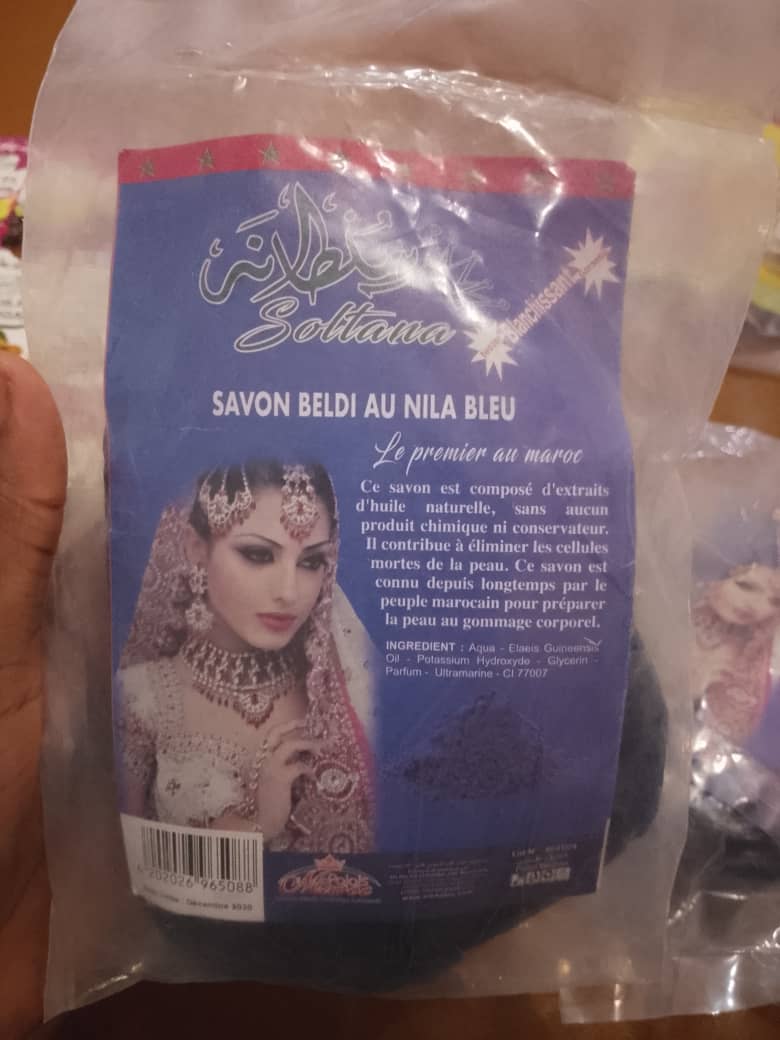 سلطانة
Soltana
Blanchissant
SAVON BELDI AU NILA BLEU
Le premier au maroc
Ce savon est composé d'extraits
d'huile naturelle, sans aucun
produit chimique ni conservateur.
Il contribue à éliminer les cellules
mortes de la peau. Ce savon est
connu depuis longtemps par le
peuple marocain pour préparer
la peau au gommage corporel.
INGREDIENT : Aqua - Elaeis Guineensis
Oil - Potassium Hydroxyde - Glycerin -
Parfum - Ultramarine - CI 77007
6 202026 965088
Décembre